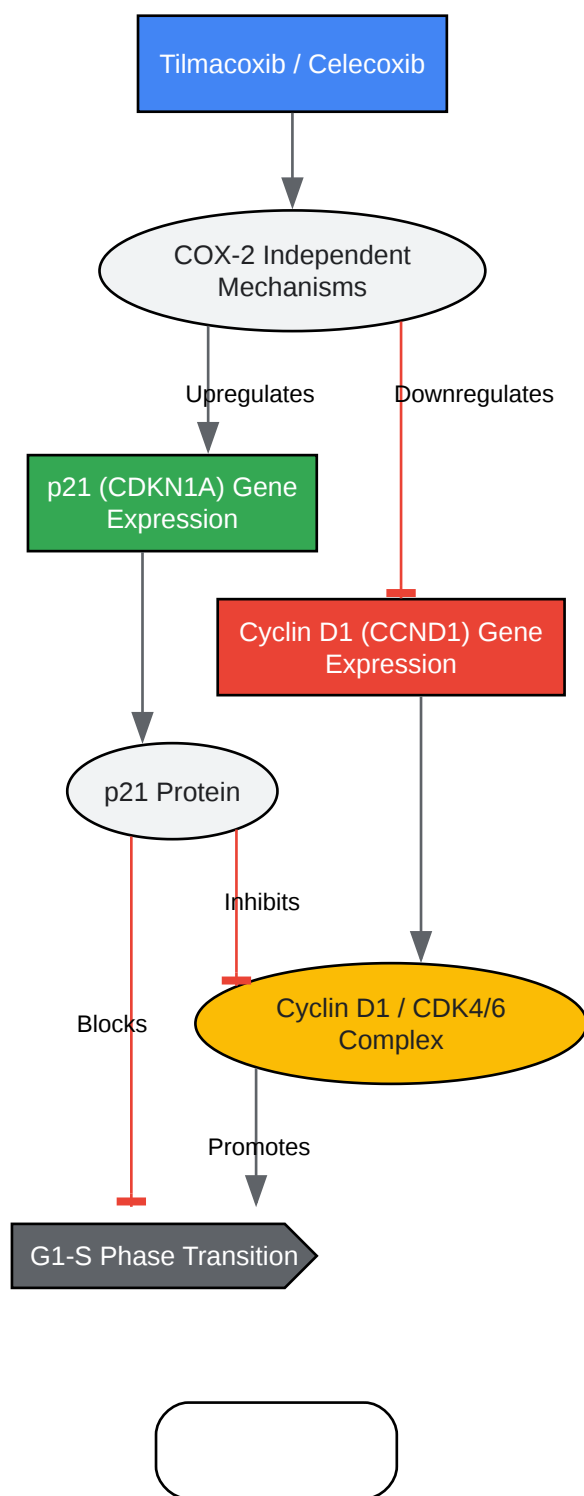 Tilmacoxib / Celecoxib
COX-2 Independent
Mechanisms
Upregulates
Downregulates
p21 (CDKN1A) Gene
Expression
Cyclin D1 (CCND1) Gene
Expression
p21 Protein
Inhibits
Cyclin D1 / CDK4/6
Complex
Blocks
Promotes
G1-S Phase Transition